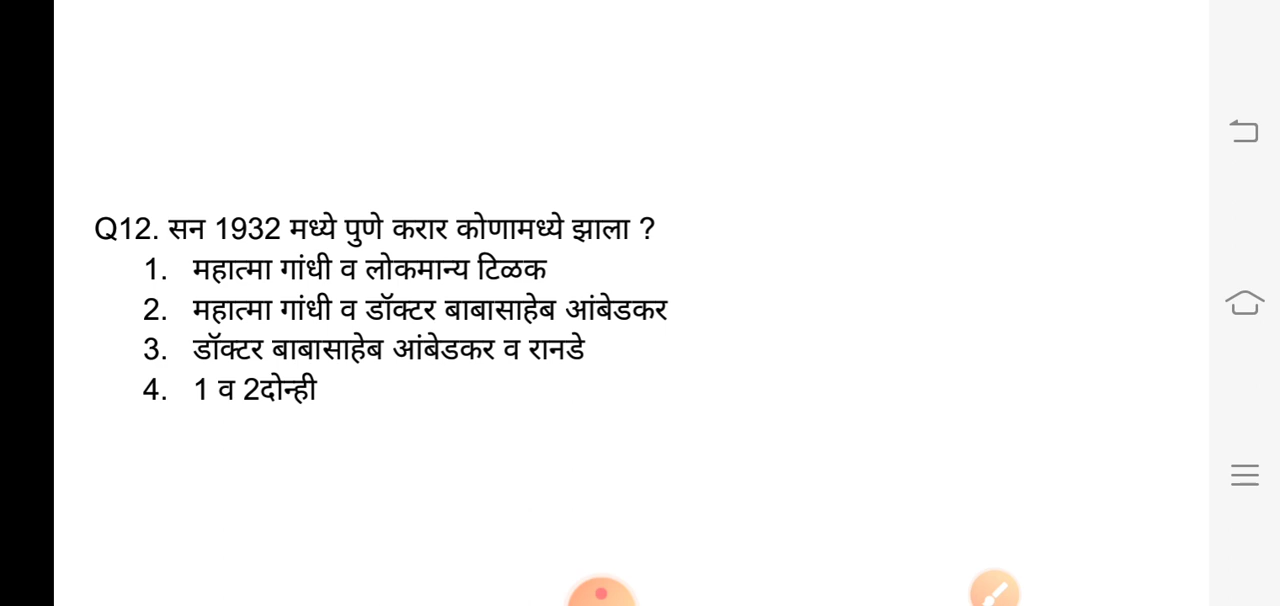 Q12. सन 1932 मध्ये पुणे करार कोणामध्ये झाला ?
1. महात्मा गांधी व लोकमान्य टिळक
2. महात्मा गांधी व डॉक्टर बाबासाहेब आंबेडकर
3. डॉक्टर बाबासाहेब आंबेडकर व रानडे
4. 1 व 2दोन्ही